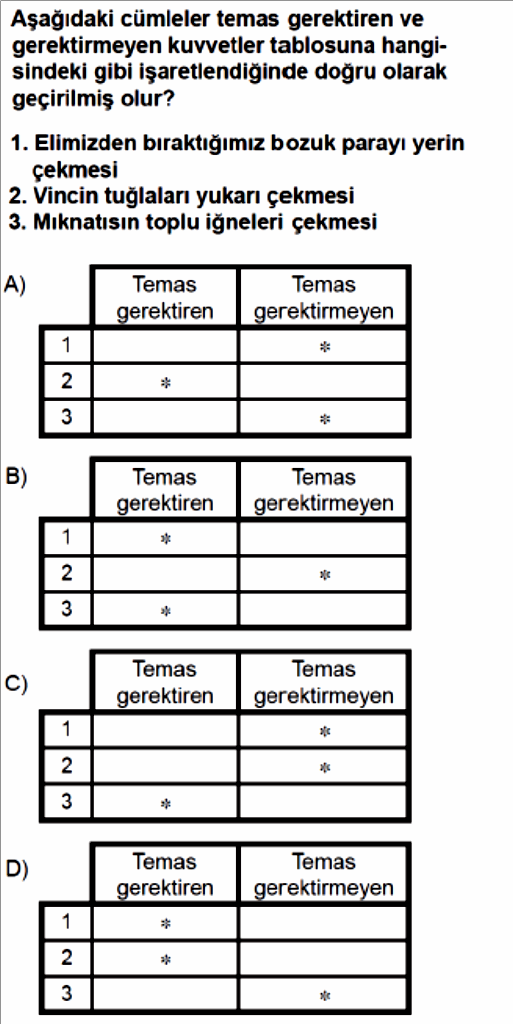 Aşağıdaki cümleler temas gerektiren ve
gerektirmeyen kuvvetler tablosuna hangi-
sindeki gibi işaretlendiğinde doğru olarak
geçirilmiş olur?
1. Elimizden bıraktığımız bozuk parayı yerin
çekmesi
2. Vincin tuğlaları yukarı çekmesi
3. Mıknatısın toplu iğneleri çekmesi
A)
Temas gerektiren Temas gerektirmeyen
1 *
2 *
3 *
B)
Temas gerektiren Temas gerektirmeyen
1 *
2 *
3 *
C)
Temas gerektiren Temas gerektirmeyen
1 *
2 *
3 *
D)
Temas gerektiren Temas gerektirmeyen
1 *
2 *
3 *